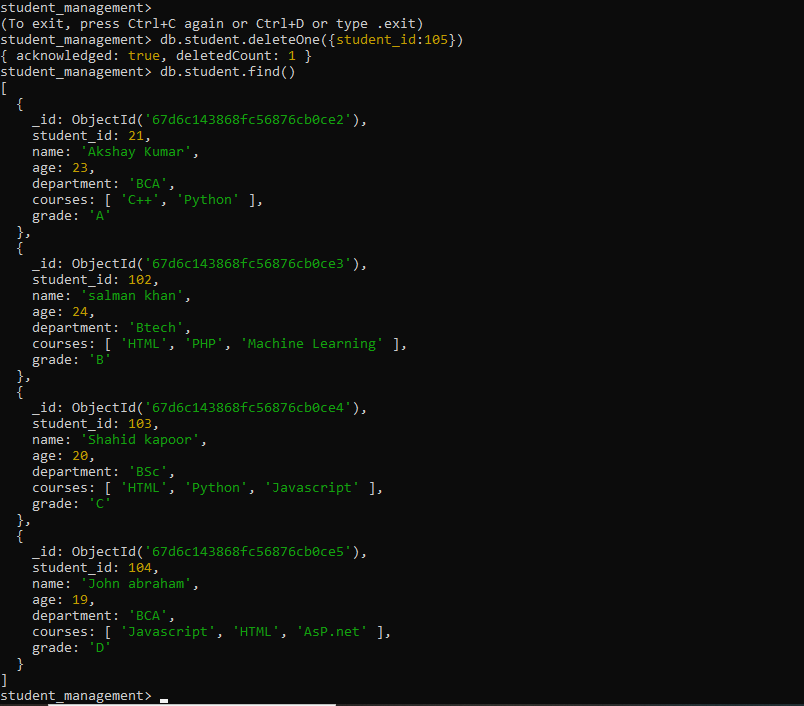 student_management>
(To exit, press Ctrl+C again or Ctrl+D or type .exit)
student_management> db.student.deleteOne({student_id:105})
{ acknowledged: true, deletedCount: 1 }
student_management> db.student.find()
[
  {
    _id: ObjectId('67d6c143868fc56876cb0ce2'),
    student_id: 21,
    name: 'Akshay Kumar',
    age: 23,
    department: 'BCA',
    courses: [ 'C++', 'Python' ],
    grade: 'A'
  },
  {
    _id: ObjectId('67d6c143868fc56876cb0ce3'),
    student_id: 102,
    name: 'salman khan',
    age: 24,
    department: 'Btech',
    courses: [ 'HTML', 'PHP', 'Machine Learning' ],
    grade: 'B'
  },
  {
    _id: ObjectId('67d6c143868fc56876cb0ce4'),
    student_id: 103,
    name: 'Shahid kapoor',
    age: 20,
    department: 'BSc',
    courses: [ 'HTML', 'Python', 'Javascript' ],
    grade: 'C'
  },
  {
    _id: ObjectId('67d6c143868fc56876cb0ce5'),
    student_id: 104,
    name: 'John abraham',
    age: 19,
    department: 'BCA',
    courses: [ 'Javascript', 'HTML', 'AsP.net' ],
    grade: 'D'
  }
]
student_management>